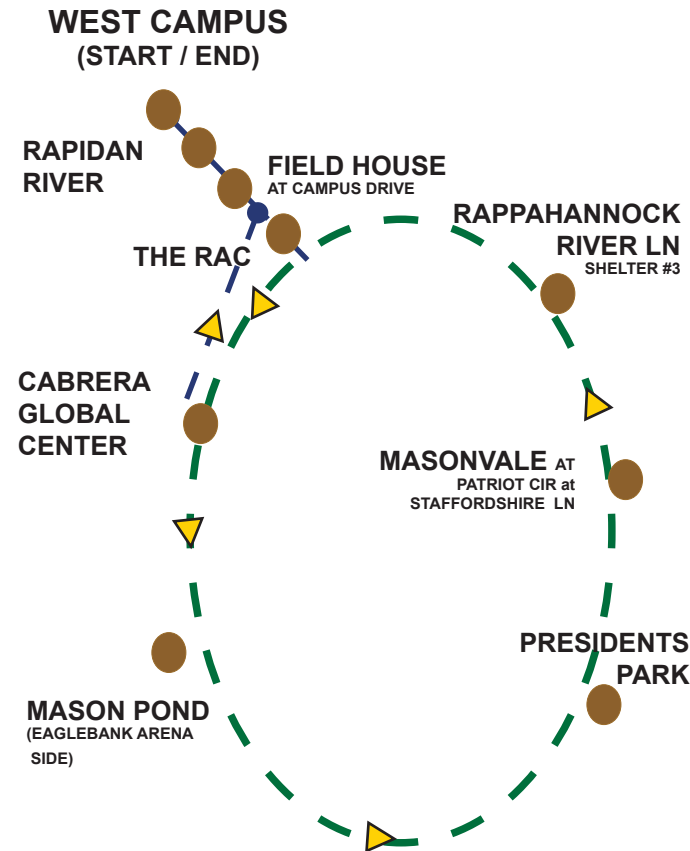 WEST CAMPUS
(START / END)
RAPIDAN
RIVER
FIELD HOUSE
AT CAMPUS DRIVE
THE RAC
RAPPAHANNOCK
RIVER LN
SHELTER #3
CABRERA
GLOBAL
CENTER
MASONVALE AT
PATRIOT CIR at
STAFFORDSHIRE LN
PRESIDENTS
PARK
MASON POND
(EAGLEBANK ARENA
SIDE)